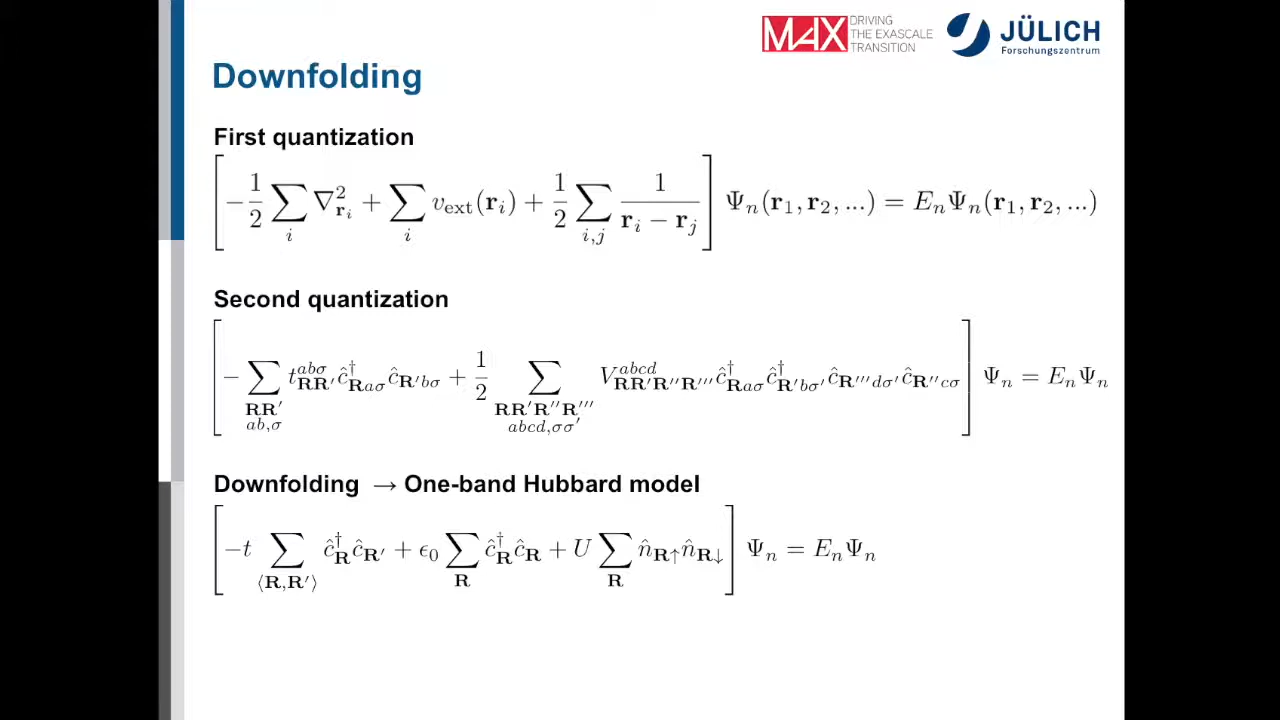 MAX DRIVING THE EXASCALE TRANSITION
JÜLICH
Forschungszentrum
Downfolding
First quantization
$\left[-\frac{1}{2}\sum_{i}\nabla^2_{\mathbf{r}_i}+\sum_{i}v_{\text{ext}}(\mathbf{r}_i)+\frac{1}{2}\sum_{i,j}\frac{1}{\mathbf{r}_i-\mathbf{r}_j}\right]\Psi_n(\mathbf{r}_1,\mathbf{r}_2,...)=E_n\Psi_n(\mathbf{r}_1,\mathbf{r}_2,...)$
Second quantization
$\left[-\sum_{\substack{\mathbf{RR}'\\ab,\sigma}}t^{ab\sigma}_{\mathbf{RR}'}\hat{c}^\dagger_{\mathbf{R}a\sigma}\hat{c}_{\mathbf{R}'b\sigma}+\frac{1}{2}\sum_{\substack{\mathbf{RR}'\mathbf{R}''\mathbf{R}'''\\abcd,\sigma\sigma'}}V^{abcd}_{\mathbf{RR}'\mathbf{R}''\mathbf{R}'''}\hat{c}^\dagger_{\mathbf{R}a\sigma}\hat{c}^\dagger_{\mathbf{R}'b\sigma'}\hat{c}_{\mathbf{R}'''d\sigma'}\hat{c}_{\mathbf{R}''c\sigma}\right]\Psi_n=E_n\Psi_n$
Downfolding → One-band Hubbard model
$\left[-t\sum_{\langle\mathbf{R},\mathbf{R}'\rangle}\hat{c}^\dagger_{\mathbf{R}}\hat{c}_{\mathbf{R}'}+\epsilon_0\sum_{\mathbf{R}}\hat{c}^\dagger_{\mathbf{R}}\hat{c}_{\mathbf{R}}+U\sum_{\mathbf{R}}\hat{n}_{\mathbf{R}\uparrow}\hat{n}_{\mathbf{R}\downarrow}\right]\Psi_n=E_n\Psi_n$